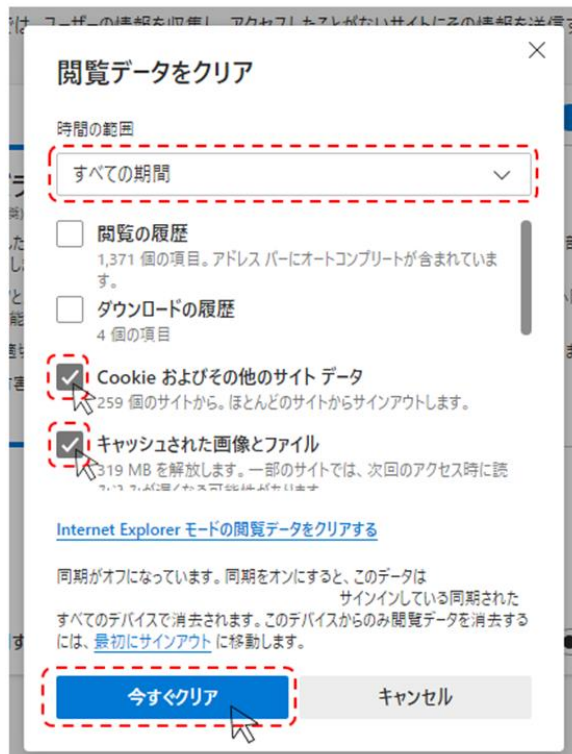 閲覧データをクリア
時間の範囲
すべての期間
閲覧の履歴
1,371 個の項目。アドレス バーにオートコンプリートが含まれていま
す。
ダウンロードの履歴
4 個の項目
Cookie およびその他のサイト データ
259 個のサイトから。ほとんどのサイトからサインアウトします。
キャッシュされた画像とファイル
319 MB を解放します。一部のサイトでは、次回のアクセス時に読
Internet Explorer モードの閲覧データをクリアする
同期がオフになっています。同期をオンにすると、このデータは
サインインしている同期された
すべてのデバイスで消去されます。このデバイスからのみ閲覧データを消去する
には、最初にサインアウト に移動します。
今すぐクリア
キャンセル